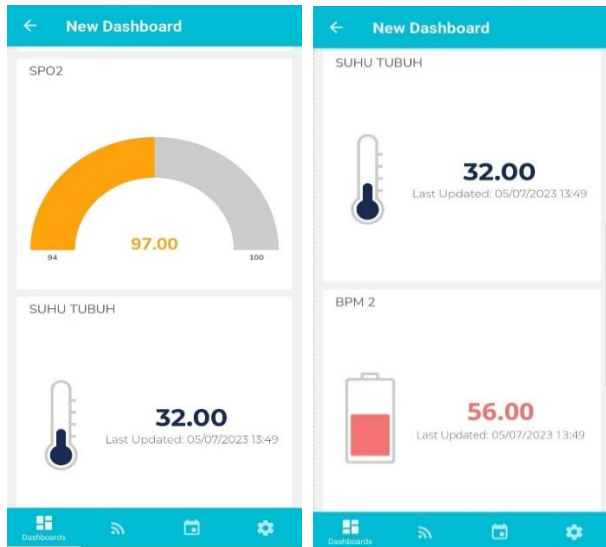 New Dashboard
SPO2
97.00
94
100
SUHU TUBUH
32.00
Last Updated: 05/07/2023 13:49
Dashboards
New Dashboard
SUHU TUBUH
32.00
Last Updated: 05/07/2023 13:49
BPM 2
56.00
Last Updated: 05/07/2023 13:49
Dashboards